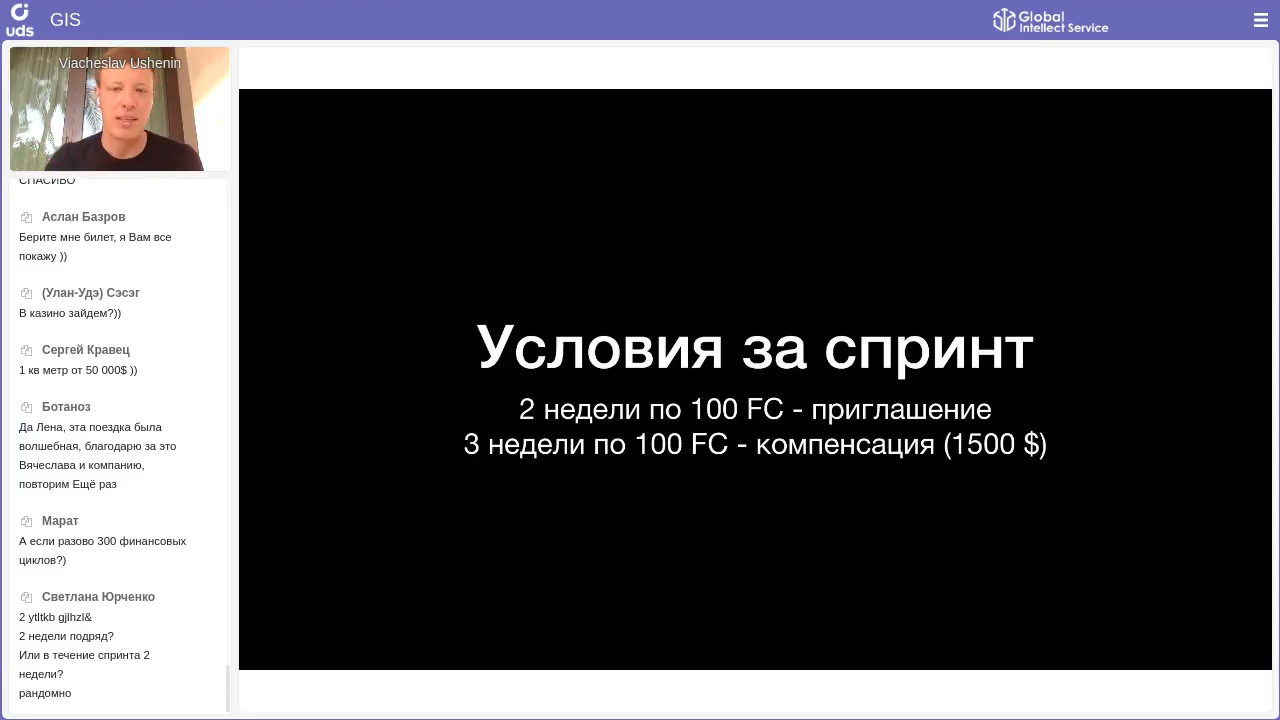 uds
GIS
Global
Intellect Service
Viacheslav Ushenin
СПАСИБО
Аслан Базров
Берите мне билет, я Вам все
покажу ))
(Улан-Удэ) Сэсэг
В казино зайдем?))
Сергей Кравец
1 кв метр от 50 000$ ))
Ботаноз
Да Лена, эта поездка была
волшебная, благодарю за это
Вячеслава и компанию,
повторим Ещё раз
Марат
А если разово 300 финансовых
циклов?)
Светлана Юрченко
2 ytltkb gjlhzl&
2 недели подряд?
Или в течение спринта 2
недели?
рандомно
Условия за спринт
2 недели по 100 FC - приглашение
3 недели по 100 FC - компенсация (1500 $)